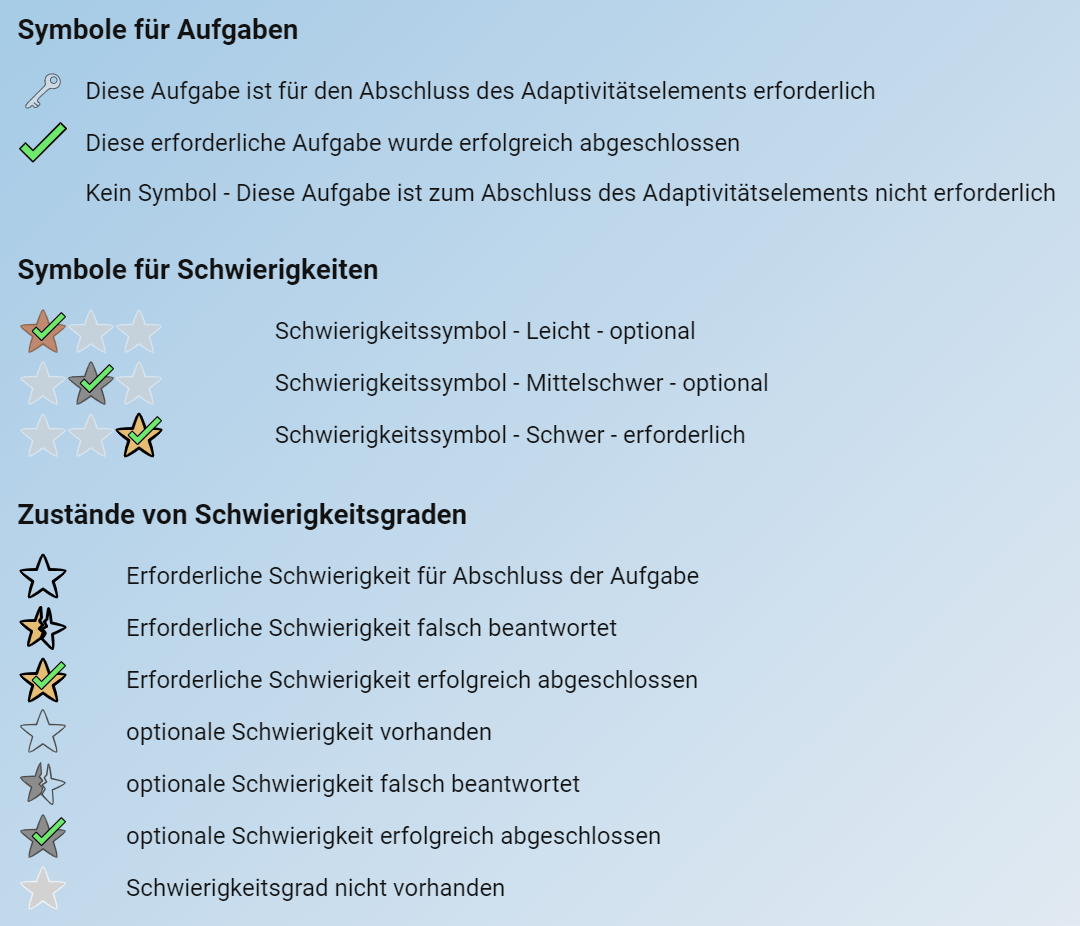 Symbole für Aufgaben
Diese Aufgabe ist für den Abschluss des Adaptivitätselements erforderlich
Diese erforderliche Aufgabe wurde erfolgreich abgeschlossen
Kein Symbol - Diese Aufgabe ist zum Abschluss des Adaptivitätselements nicht erforderlich
Symbole für Schwierigkeiten
Schwierigkeitssymbol - Leicht - optional
Schwierigkeitssymbol - Mittelschwer - optional
Schwierigkeitssymbol - Schwer - erforderlich
Zustände von Schwierigkeitsgraden
Erforderliche Schwierigkeit für Abschluss der Aufgabe
Erforderliche Schwierigkeit falsch beantwortet
Erforderliche Schwierigkeit erfolgreich abgeschlossen
optionale Schwierigkeit vorhanden
optionale Schwierigkeit falsch beantwortet
optionale Schwierigkeit erfolgreich abgeschlossen
Schwierigkeitsgrad nicht vorhanden